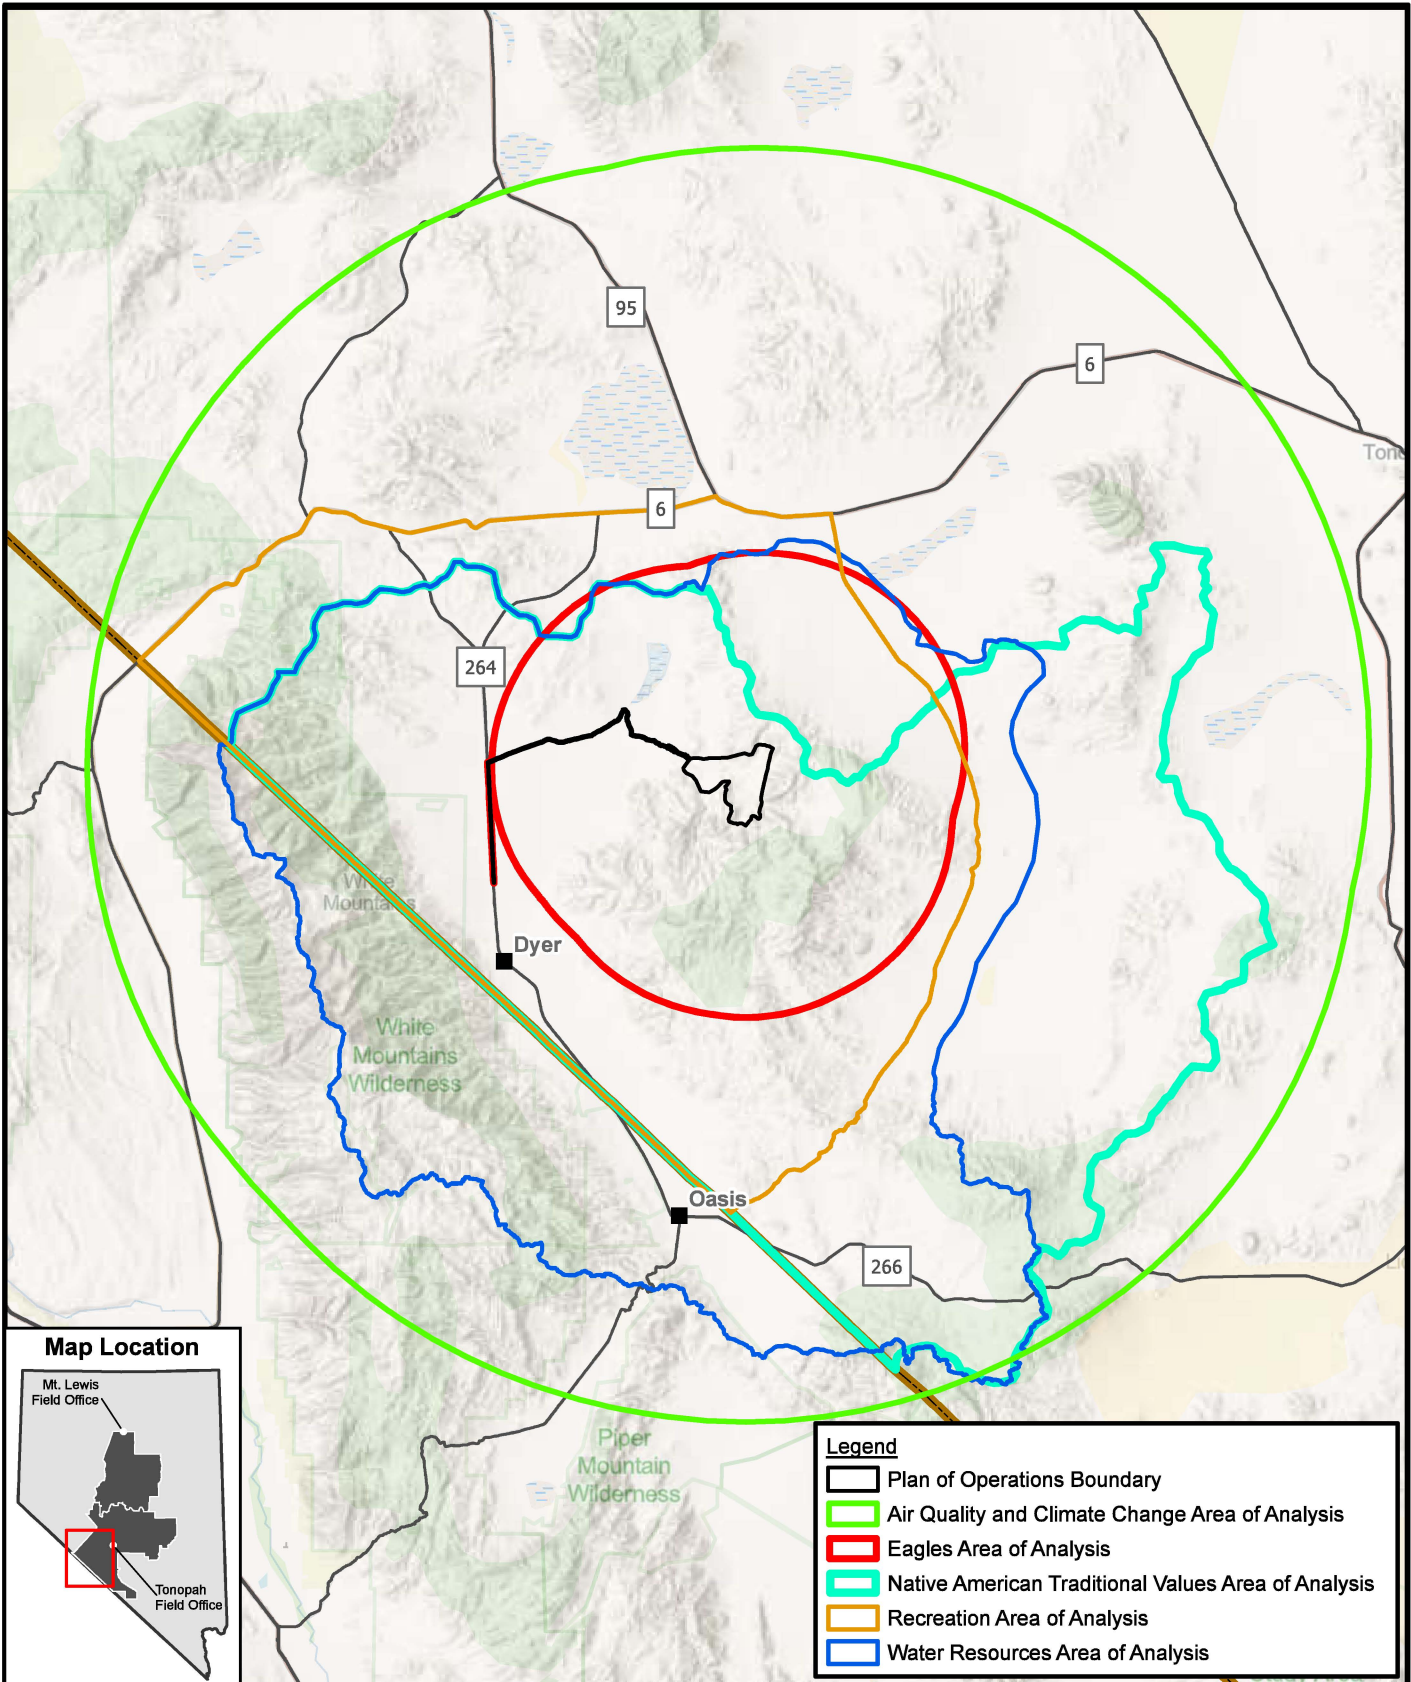 95
6
6
264
White
Mountains
Dyer
White
Mountains
Wilderness
Oasis
266
Piper
Mountain
Wilderness
Map Location
Mt. Lewis
Field Office
Tonopah
Field Office
Legend
Plan of Operations Boundary
Air Quality and Climate Change Area of Analysis
Eagles Area of Analysis
Native American Traditional Values Area of Analysis
Recreation Area of Analysis
Water Resources Area of Analysis